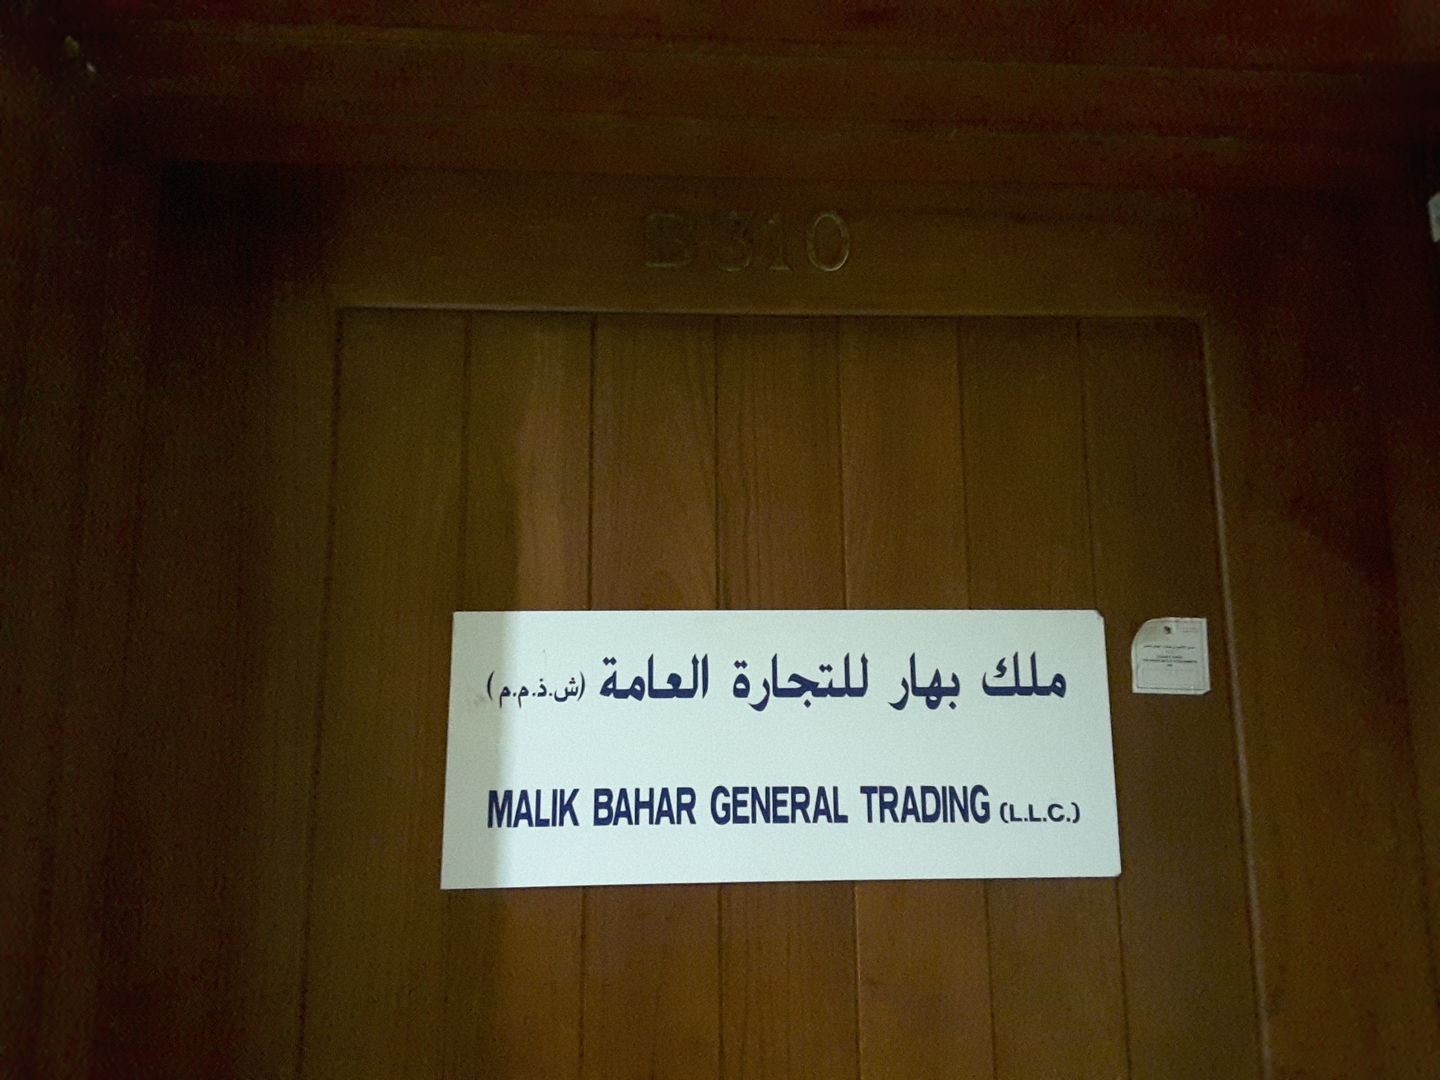 B310
ملك بهار للتجارة العامة (ش.ذ.م.م)
MALIK BAHAR GENERAL TRADING (L.L.C.)